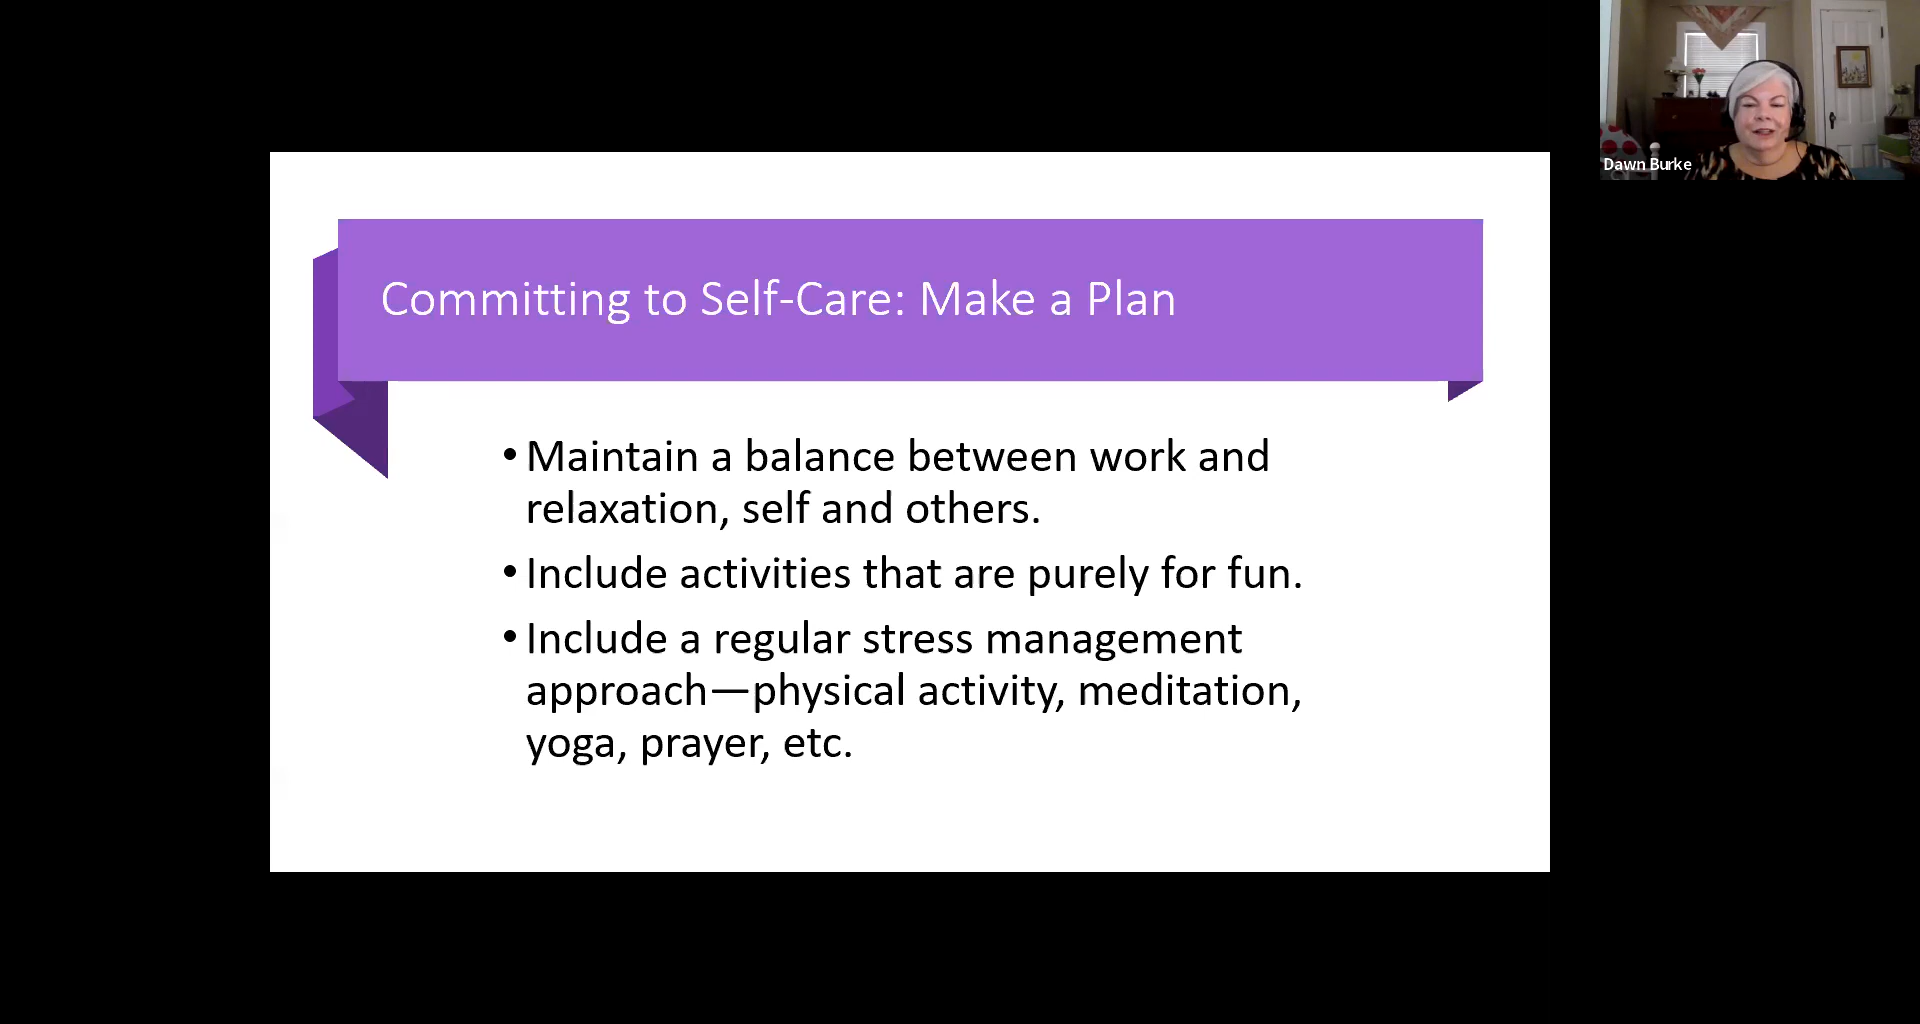 Dawn Burke
Committing to Self-Care: Make a Plan
• Maintain a balance between work and
relaxation, self and others.
• Include activities that are purely for fun.
• Include a regular stress management
approach—physical activity, meditation,
yoga, prayer, etc.